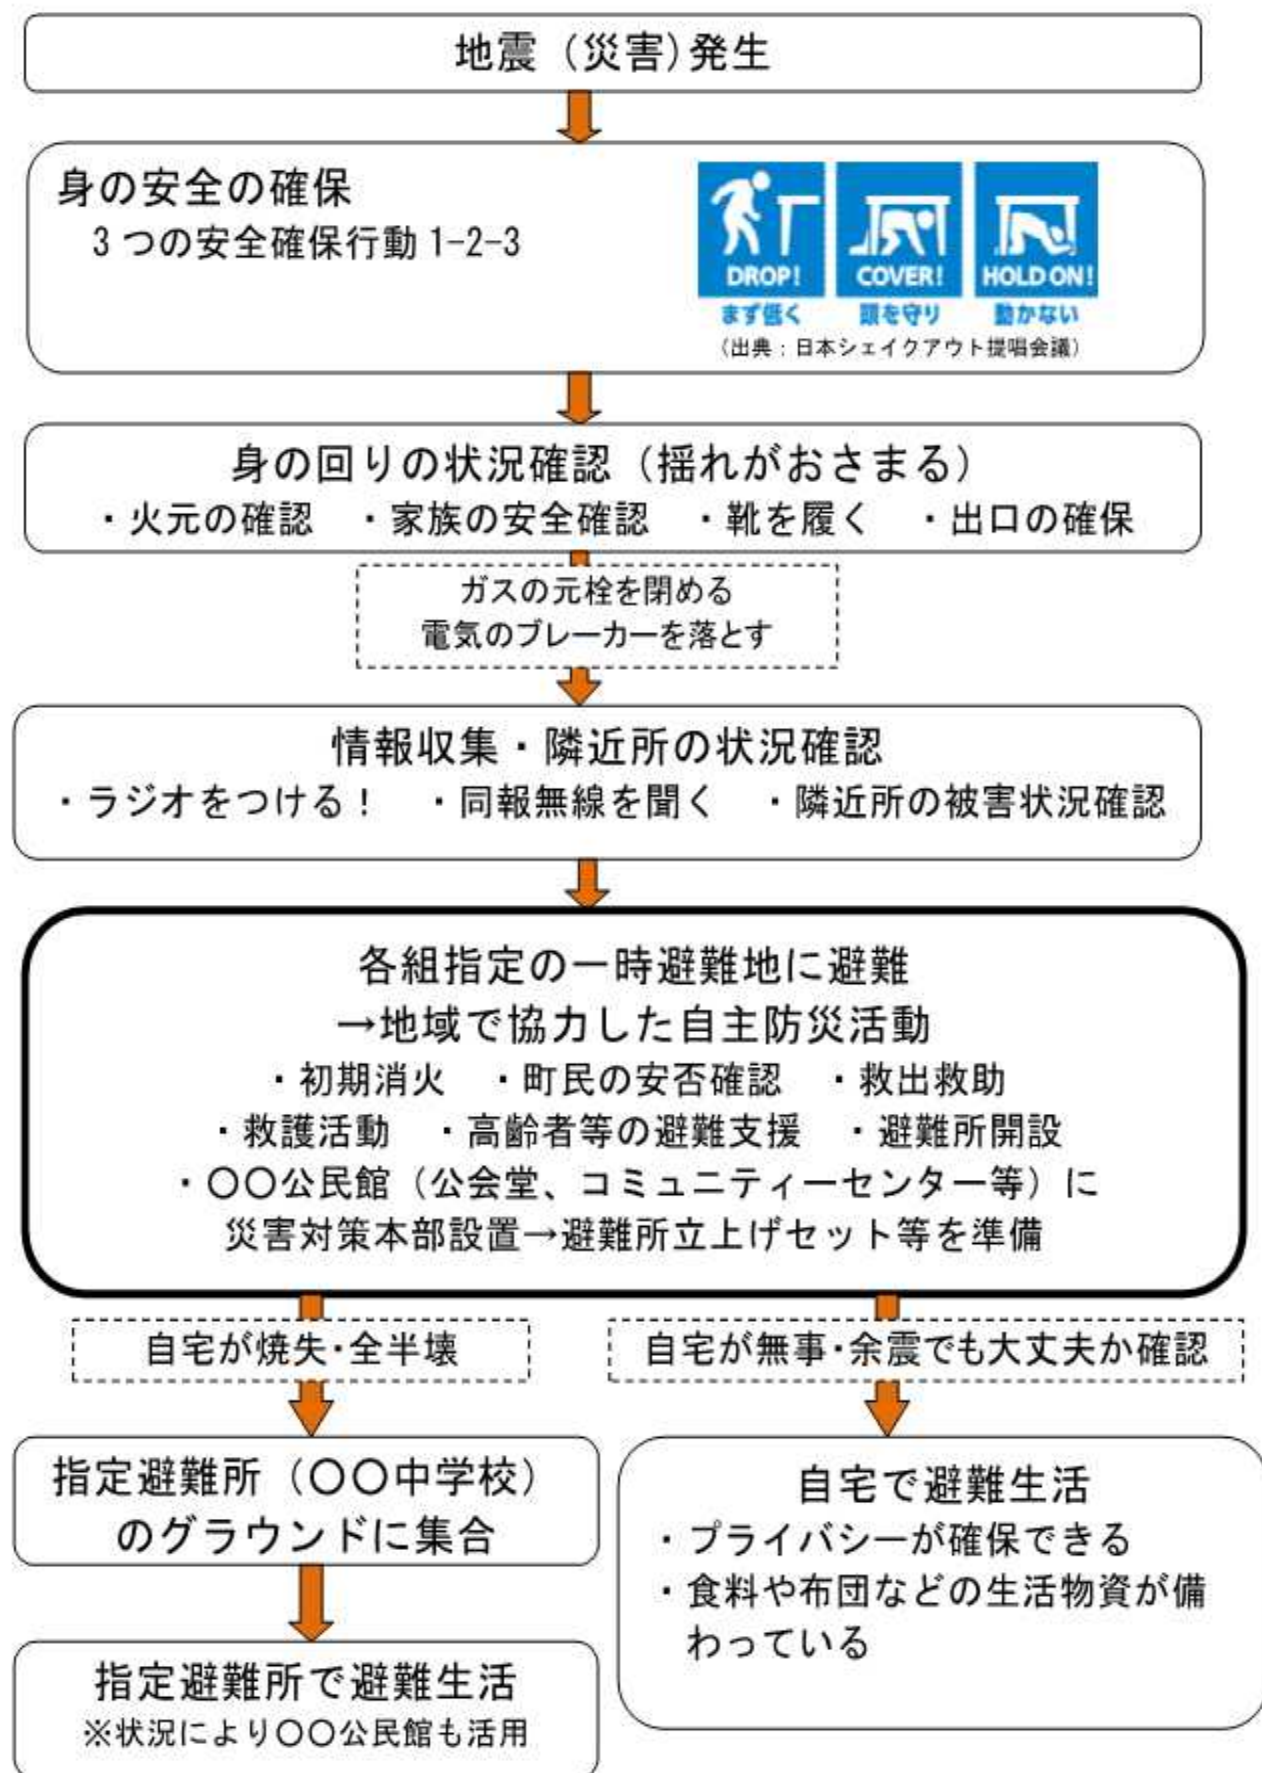 地震（災害）発生
身の安全の確保
3つの安全確保行動 1-2-3
DROP! COVER! HOLD ON!
まず低く 頭を守り 動かない
（出典：日本シェイクアウト提唱会議）
身の回りの状況確認（揺れがおさまる）
・火元の確認 ・家族の安全確認 ・靴を履く ・出口の確保
ガスの元栓を閉める
電気のブレーカーを落とす
情報収集・隣近所の状況確認
・ラジオをつける！ ・同報無線を聞く ・隣近所の被害状況確認
各組指定の一時避難地に避難
→地域で協力した自主防災活動
・初期消火 ・町民の安否確認 ・救出救助
・救護活動 ・高齢者等の避難支援 ・避難所開設
・〇〇公民館（公会堂、コミュニティーセンター等）に
災害対策本部設置→避難所立上げセット等を準備
自宅が焼失・全半壊
自宅が無事・余震でも大丈夫か確認
指定避難所（〇〇中学校）
のグラウンドに集合
指定避難所で避難生活
※状況により〇〇公民館も活用
自宅で避難生活
・プライバシーが確保できる
・食料や布団などの生活物資が備
わっている